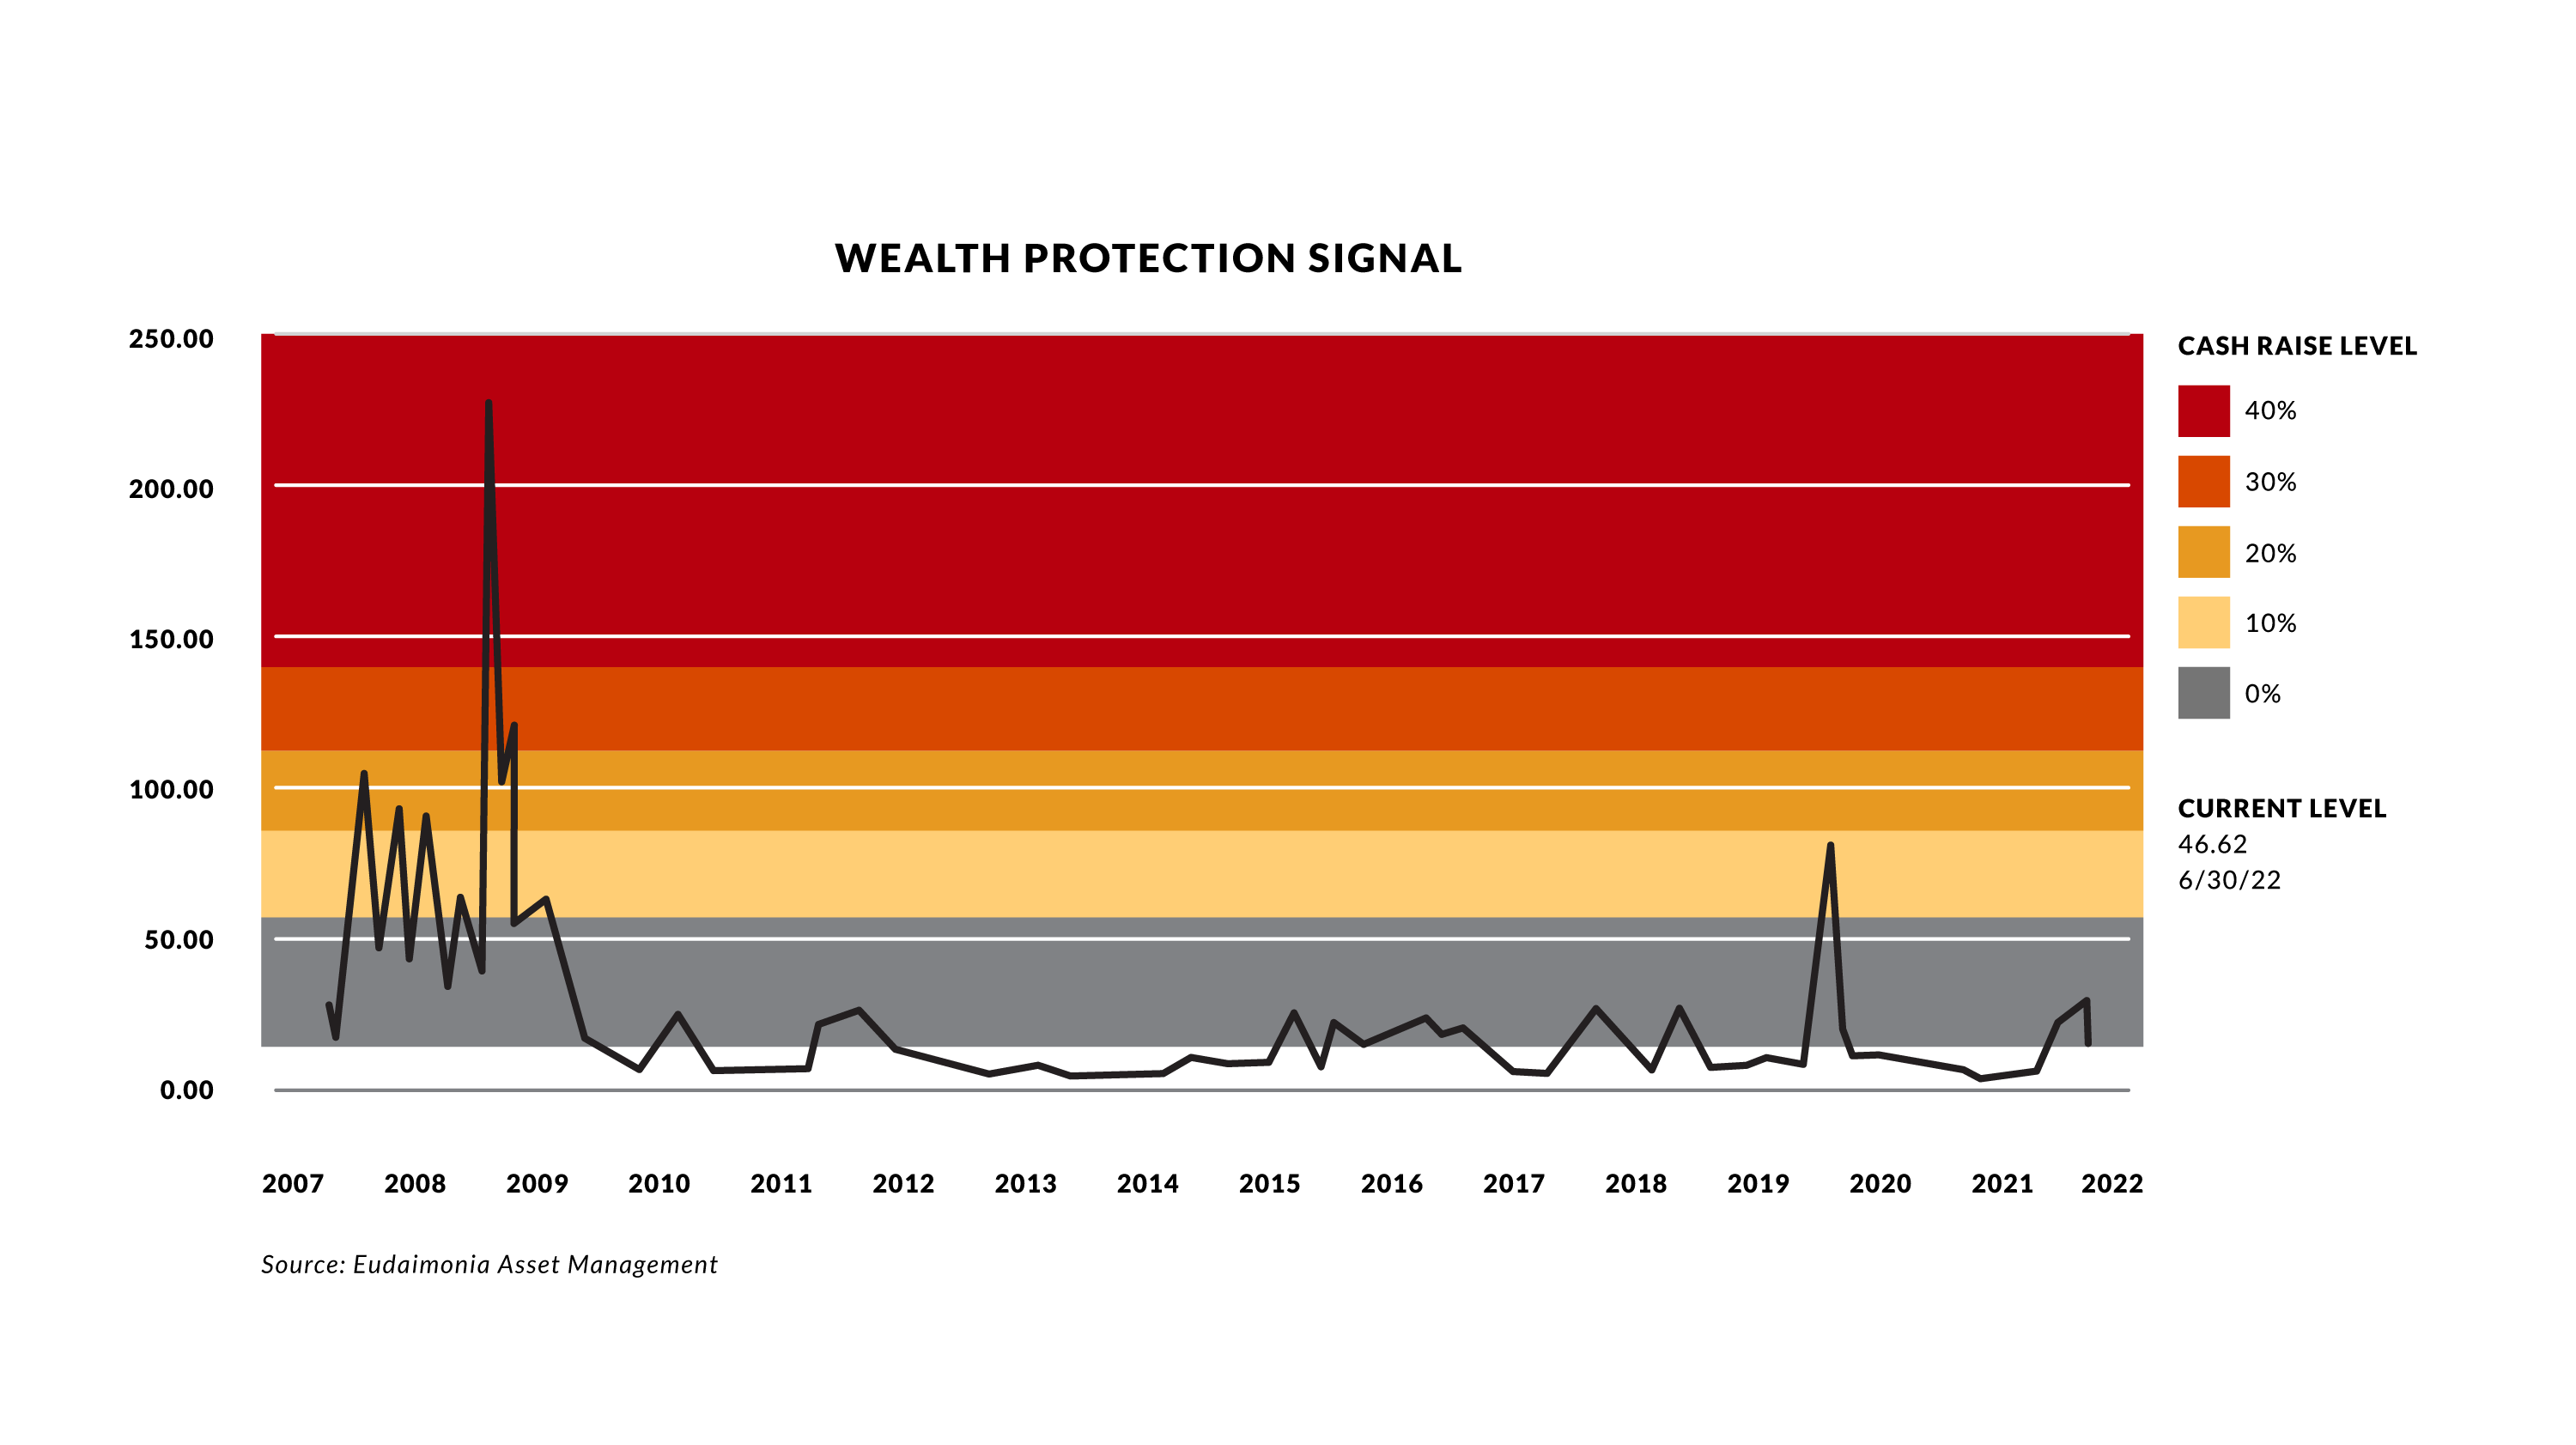 WEALTH PROTECTION SIGNAL
250.00
200.00
150.00
100.00
50.00
0.00
2007 2008 2009 2010 2011 2012 2013 2014 2015 2016 2017 2018 2019 2020 2021 2022
CASH RAISE LEVEL
40%
30%
20%
10%
0%
CURRENT LEVEL
46.62
6/30/22
Source: Eudaimonia Asset Management